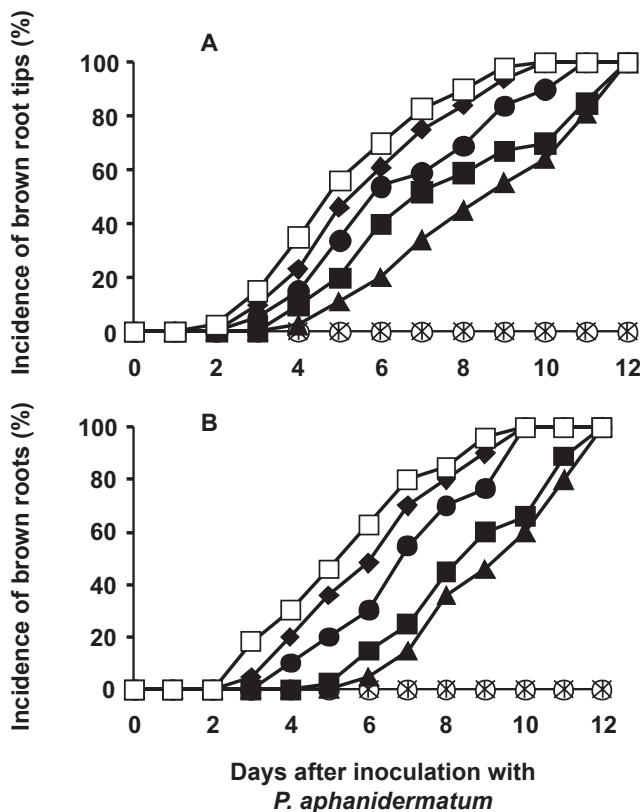 Incidence of brown root tips (%)
A
100
80
60
40
20
0
0 2 4 6 8 10 12
Incidence of brown roots (%)
B
100
80
60
40
20
0
0 2 4 6 8 10 12
Days after inoculation with
P. aphanidermatum